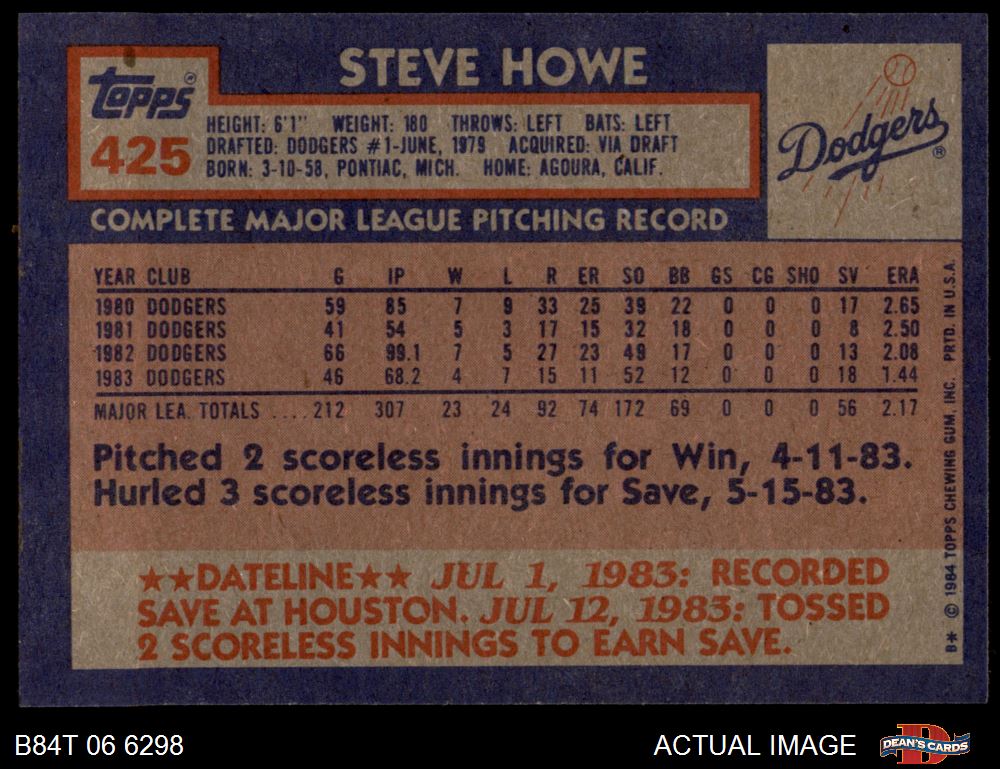 STEVE HOWE
Topps®
425
HEIGHT: 6'1" WEIGHT: 180 THROWS: LEFT BATS: LEFT
DRAFTED: DODGERS #1-JUNE, 1979 ACQUIRED: VIA DRAFT
BORN: 3-10-58, PONTIAC, MICH. HOME: AGOURA, CALIF.
Dodgers®
COMPLETE MAJOR LEAGUE PITCHING RECORD
YEAR CLUB G IP W L R ER SO BB GS CG SHO SV ERA
1980 DODGERS 59 85 7 9 33 25 39 22 0 0 0 17 2.65
1981 DODGERS 41 54 5 3 17 15 32 18 0 0 0 8 2.50
1982 DODGERS 66 99.1 7 5 27 23 49 17 0 0 0 13 2.08
1983 DODGERS 46 68.2 4 7 15 11 52 12 0 0 0 18 1.44
MAJOR LEA. TOTALS ....212 307 23 24 92 74 172 69 0 0 0 56 2.17
Pitched 2 scoreless innings for Win, 4-11-83.
Hurled 3 scoreless innings for Save, 5-15-83.
★★DATELINE★★ JUL 1, 1983: RECORDED
SAVE AT HOUSTON. JUL 12, 1983: TOSSED
2 SCORELESS INNINGS TO EARN SAVE.
B* © 1984 TOPPS CHEWING GUM, INC. PRTD. IN U.S.A.
B84T 06 6298
ACTUAL IMAGE
B
DEAN'S CARDS